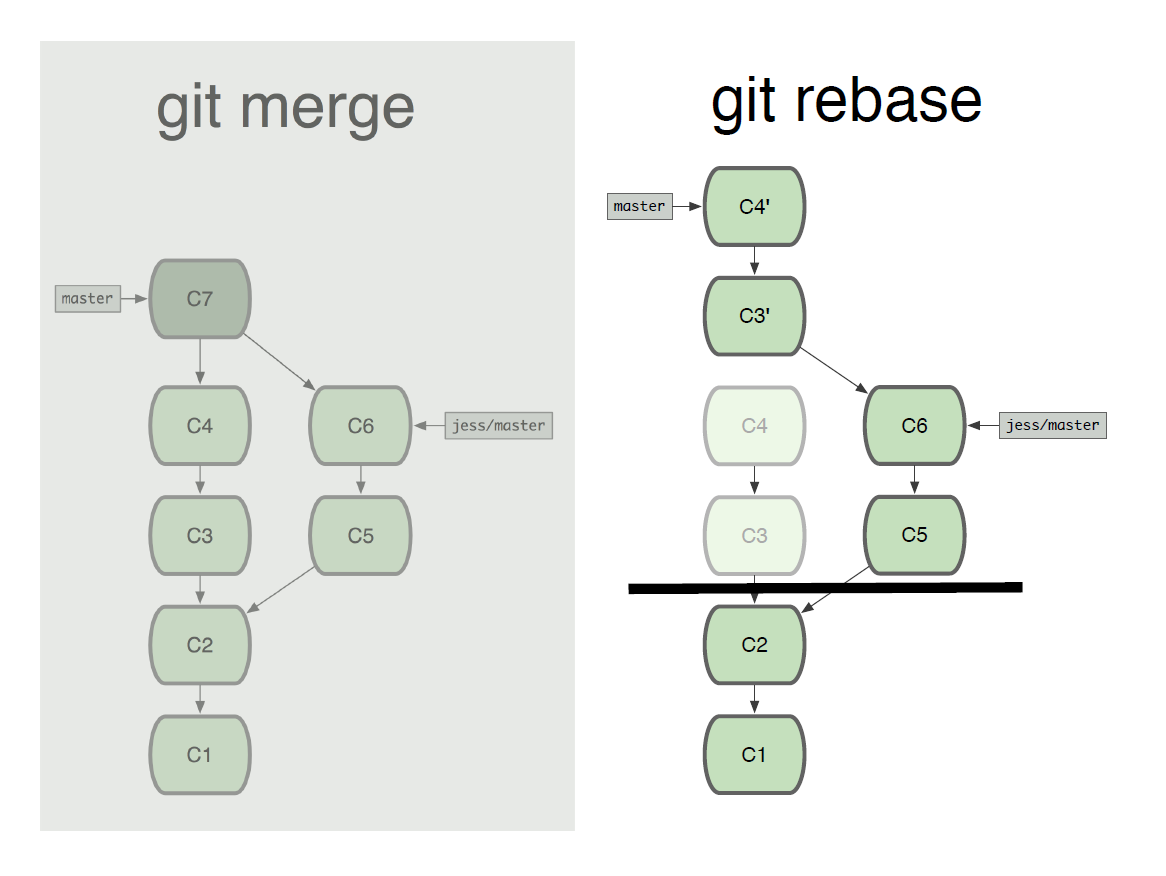 git merge
master
C7
C4
C6
jess/master
C3
C5
C2
C1
git rebase
master
C4'
C3'
C4
C6
jess/master
C3
C5
C2
C1